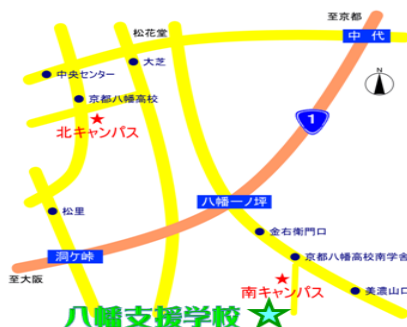 至京都
松花堂
中代
大芝
中央センター
N
京都八幡高校
北キャンパス
1
八幡一ノ坪
松里
金右衛門口
洞ケ峠
京都八幡高校南学舎
至大阪
南キャンパス
美濃山口
八幡支援学校